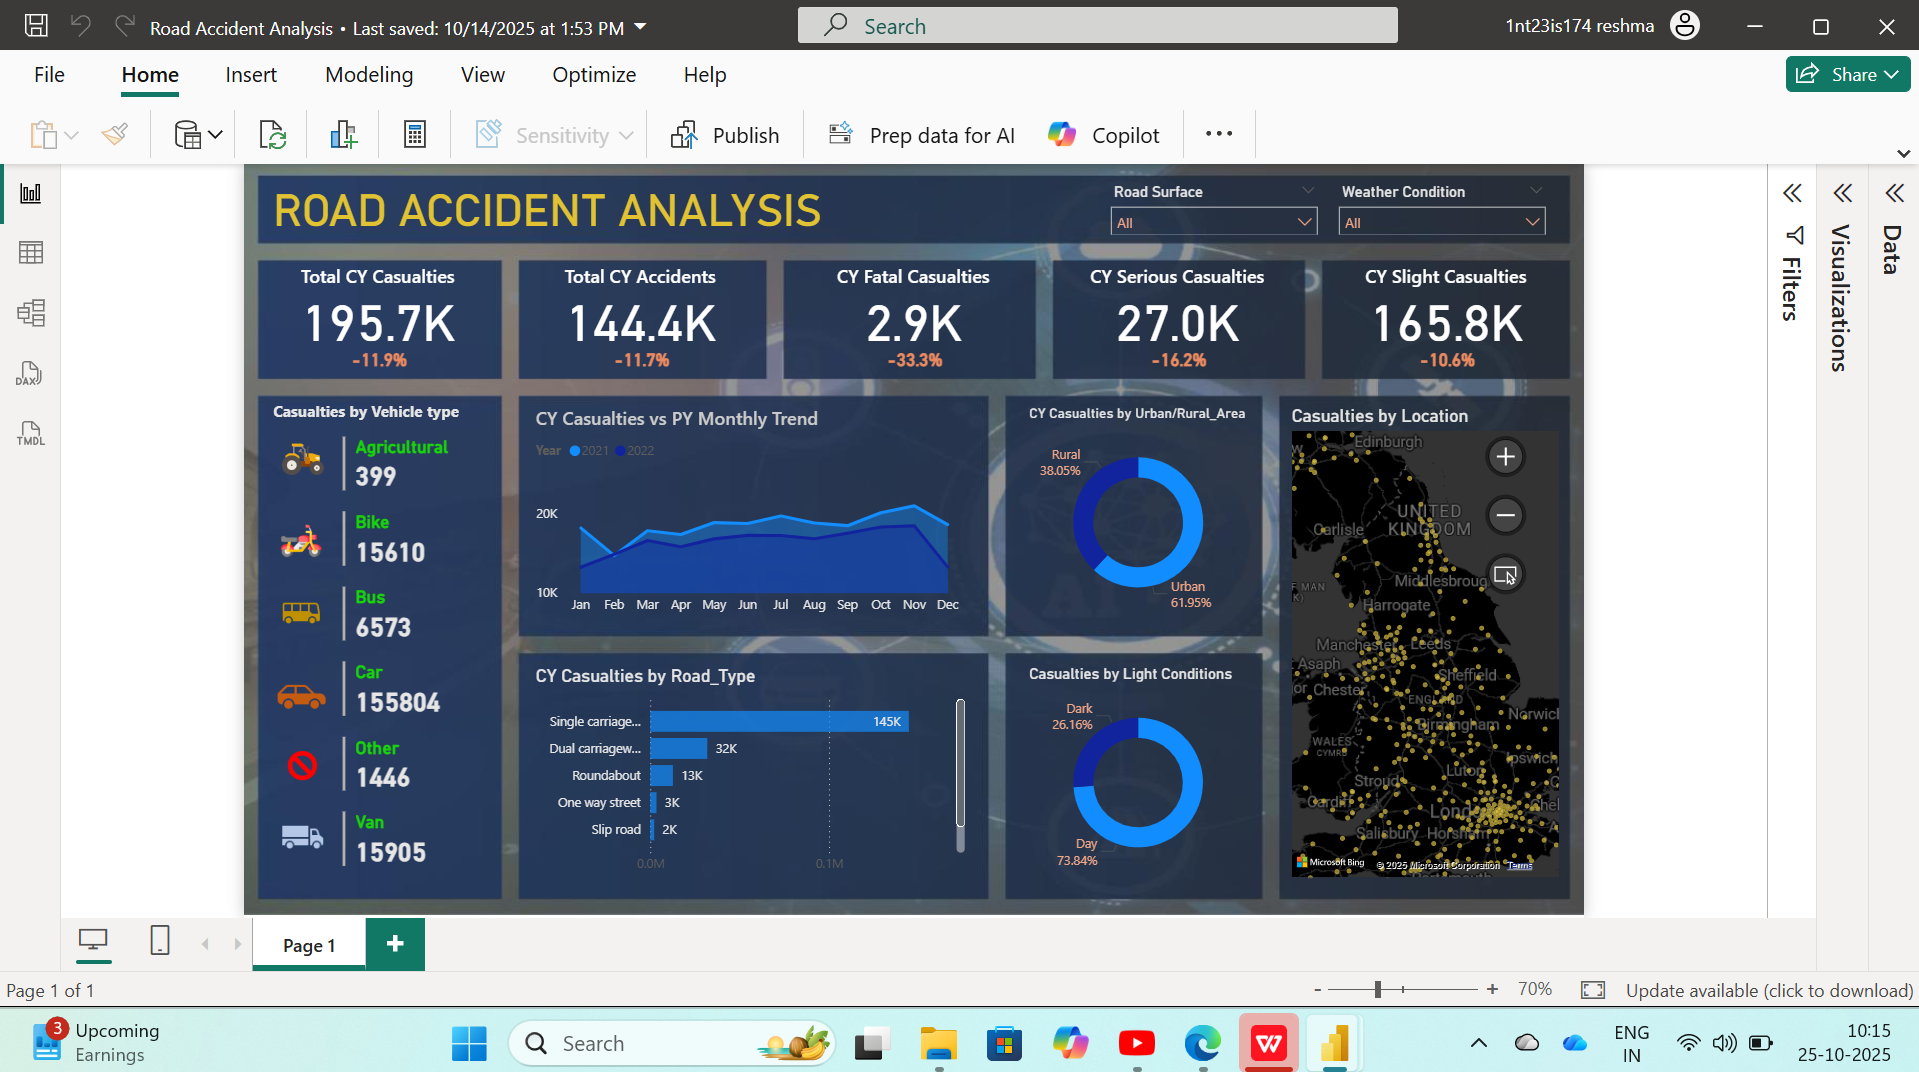 Road Accident Analysis • Last saved: 10/14/2025 at 1:53 PM
Search
1nt23is174 reshma
File
Home
Insert
Modeling
View
Optimize
Help
Share
Sensitivity
Publish
Prep data for AI
Copilot
DAX
TMDL
ROAD ACCIDENT ANALYSIS
Road Surface
All
Weather Condition
All
Total CY Casualties
195.7K
-11.9%
Total CY Accidents
144.4K
-11.7%
CY Fatal Casualties
2.9K
-33.3%
CY Serious Casualties
27.0K
-16.2%
CY Slight Casualties
165.8K
-10.6%
Casualties by Vehicle type
Agricultural
399
Bike
15610
Bus
6573
Car
155804
Other
1446
Van
15905
CY Casualties vs PY Monthly Trend
Year 2021 2022
20K
10K
Jan Feb Mar Apr May Jun Jul Aug Sep Oct Nov Dec
CY Casualties by Road_Type
Single carriage... 145K
Dual carriagew... 32K
Roundabout 13K
One way street 3K
Slip road 2K
0.0M 0.1M
CY Casualties by Urban/Rural_Area
Rural
38.05%
Urban
61.95%
Casualties by Light Conditions
Dark
26.16%
Day
73.84%
Casualties by Location
Edinburgh
UNITED
KINGDOM
Carlisle
Middlesbroug
F MAN
K)
Harrogate
Manchester Leeds
Asaph
Sheffield
or Chester
ENGLAND
Norwich
Birmingham
WALES
CYMR
Ipswich
Luton
Stroud
Cardiff
London
Chel
Salisbury Horsham
Microsoft Bing
© 2025 Microsoft Corporation Terms
Portsmouth
Filters
Visualizations
Data
Page 1
Page 1 of 1
- + 70%
Update available (click to download)
3
Upcoming
Earnings
Search
ENG
IN
10:15
25-10-2025